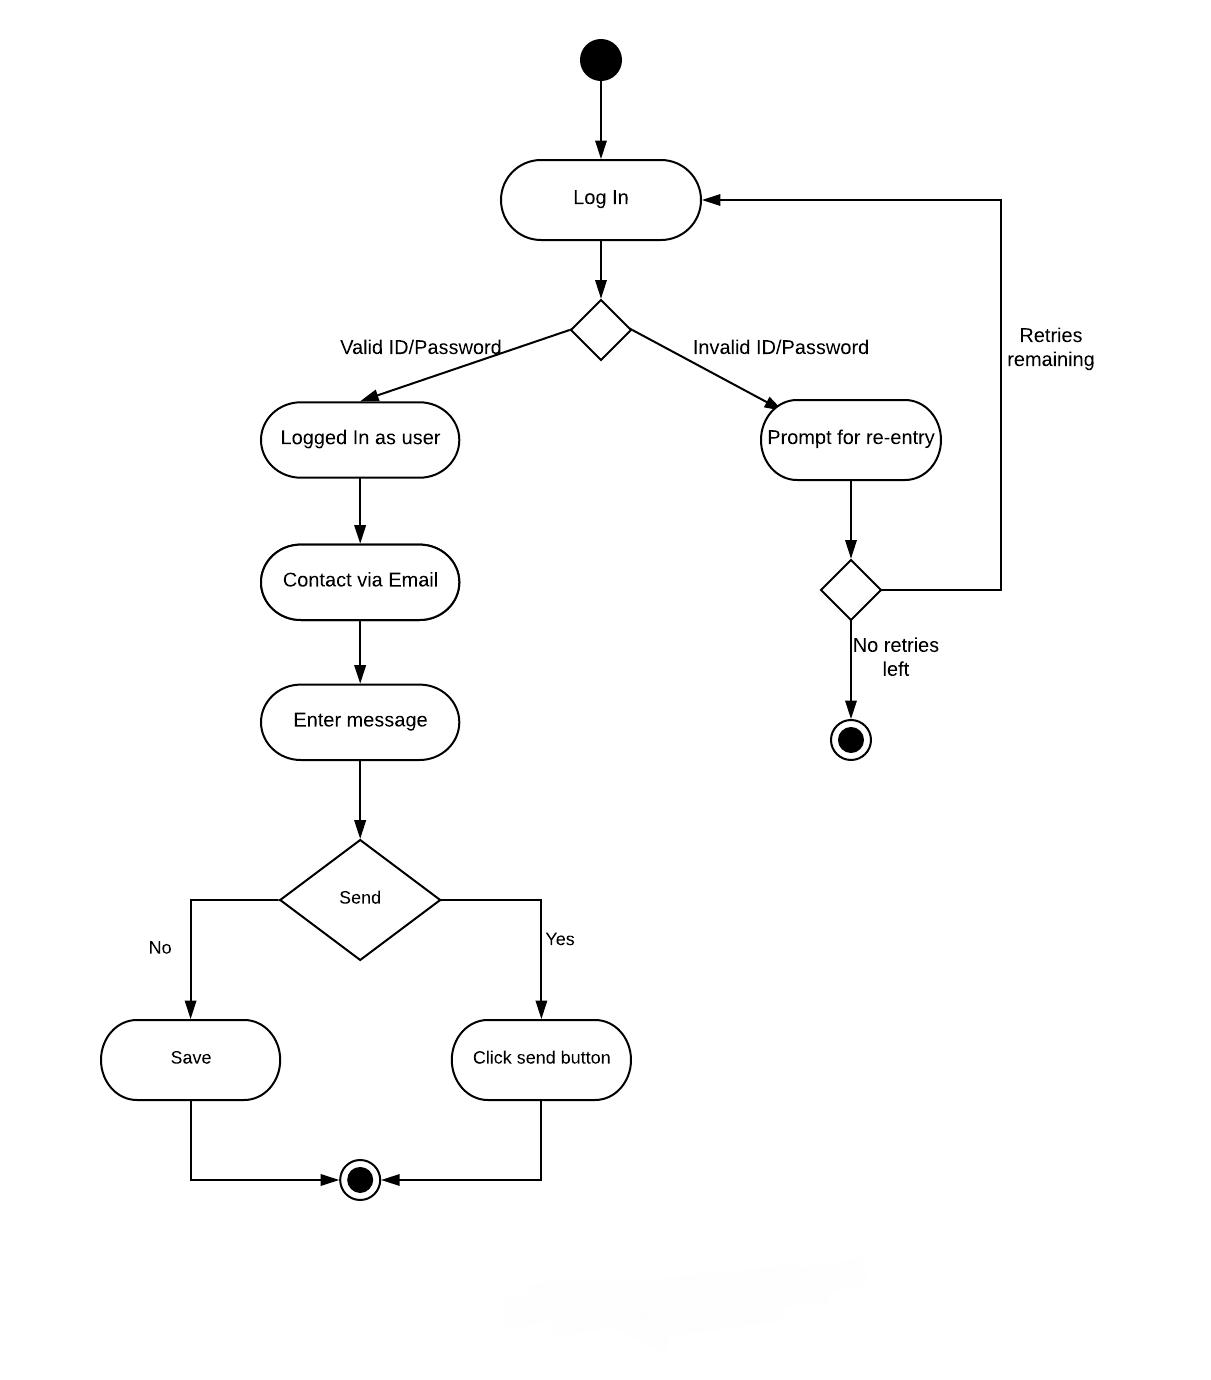 Log In
Valid ID/Password
Invalid ID/Password
Retries
remaining
Logged In as user
Prompt for re-entry
Contact via Email
No retries
left
Enter message
Send
No
Yes
Save
Click send button